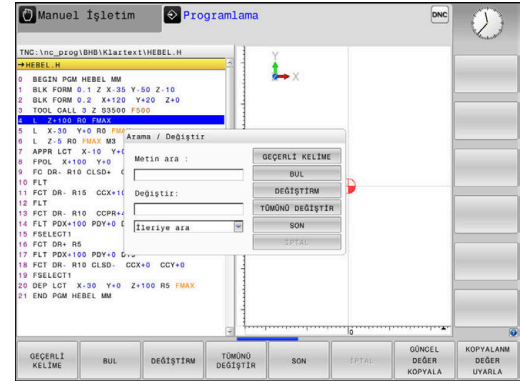 Manuel İşletim
Programlama
DNC
TNC:\nc_prog\BHB\Klartext\HEBEL.H
→HEBEL.H
0 BEGIN PGM HEBEL MM
1 BLK FORM 0.1 Z X-35 Y-50 Z-10
2 BLK FORM 0.2 X+120 Y+20 Z+0
3 TOOL CALL 3 Z S3500 F500
4 L Z+100 R0 FMAX
5 L X-30 Y+0 R0 FMA
6 L Z-5 R0 FMAX M3
7 APPR LCT X-10 Y+
8 FPOL X+100 Y+0
9 FC DR- R10 CLSD+
10 FLT
11 FCT DR- R15 CCX+10
12 FLT
13 FCT DR- R10 CCPR+
14 FLT PDX+100 PDY+0
15 FSELECT1
16 FCT DR+ R5
17 FLT PDX+100 PDY+0
18 FCT DR- R10 CLSD- CCX+0 CCY+0
19 FSELECT1
20 DEP LCT X-30 Y+0 Z+100 R5 FMAX
21 END PGM HEBEL MM
Y
X
Arama / Değiştir
Metin ara :
Değiştir:
İleriye ara
GEÇERLİ KELİME
BUL
DEĞİŞTİRM
TÜMÜNÜ DEĞİŞTİR
SON
İPTAL
0
GEÇERLİ
KELİME
BUL
DEĞİŞTİRM
TÜMÜNÜ
DEĞİŞTİR
SON
İPTAL
GÜNCEL
DEĞER
KOPYALA
KOPYALANM
DEĞER
UYARLA